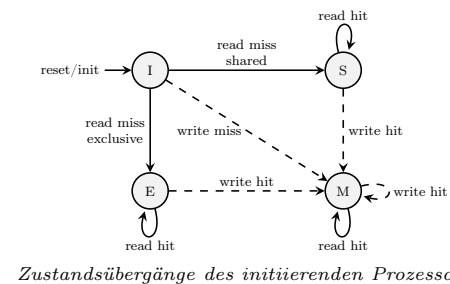 read hit
read miss
shared
reset/init
I
S
read miss
exclusive
write miss
write hit
E
write hit
M
write hit
read hit
read hit
Zustandsübergänge des initiierenden